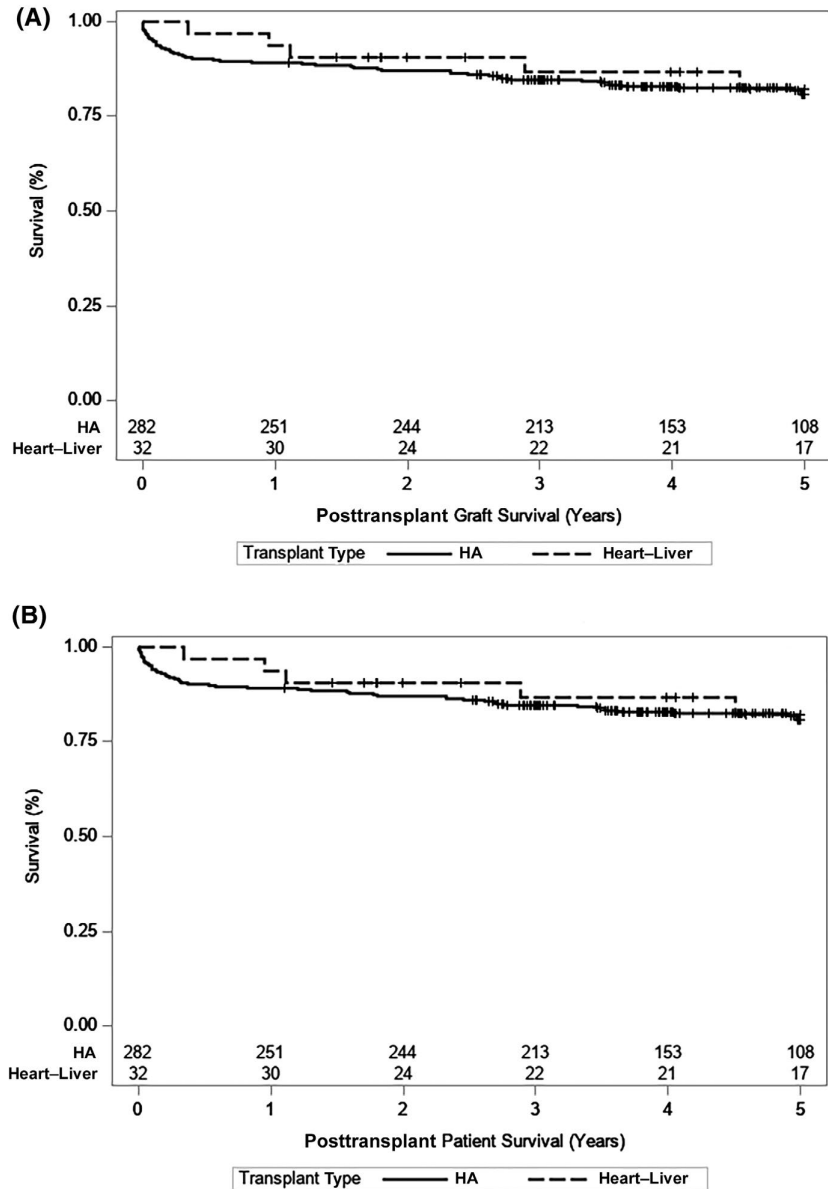 (A)
1.00
0.75
0.50
0.25
0.00
Survival (%)
HA 282 251 244 213 153 108
Heart–Liver 32 30 24 22 21 17
0 1 2 3 4 5
Posttransplant Graft Survival (Years)
Transplant Type HA Heart–Liver
(B)
1.00
0.75
0.50
0.25
0.00
Survival (%)
HA 282 251 244 213 153 108
Heart–Liver 32 30 24 22 21 17
0 1 2 3 4 5
Posttransplant Patient Survival (Years)
Transplant Type HA Heart–Liver